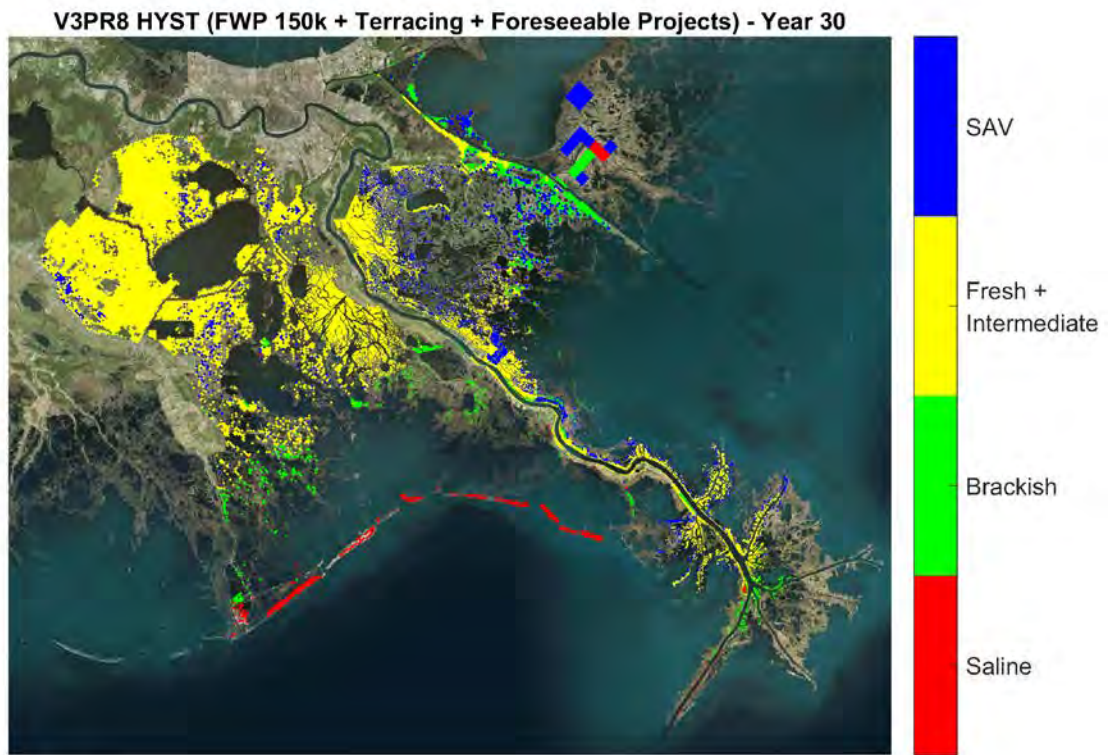 V3PR8 HYST (FWP 150k + Terracing + Foreseeable Projects) - Year 30
SAV
Fresh +
Intermediate
Brackish
Saline